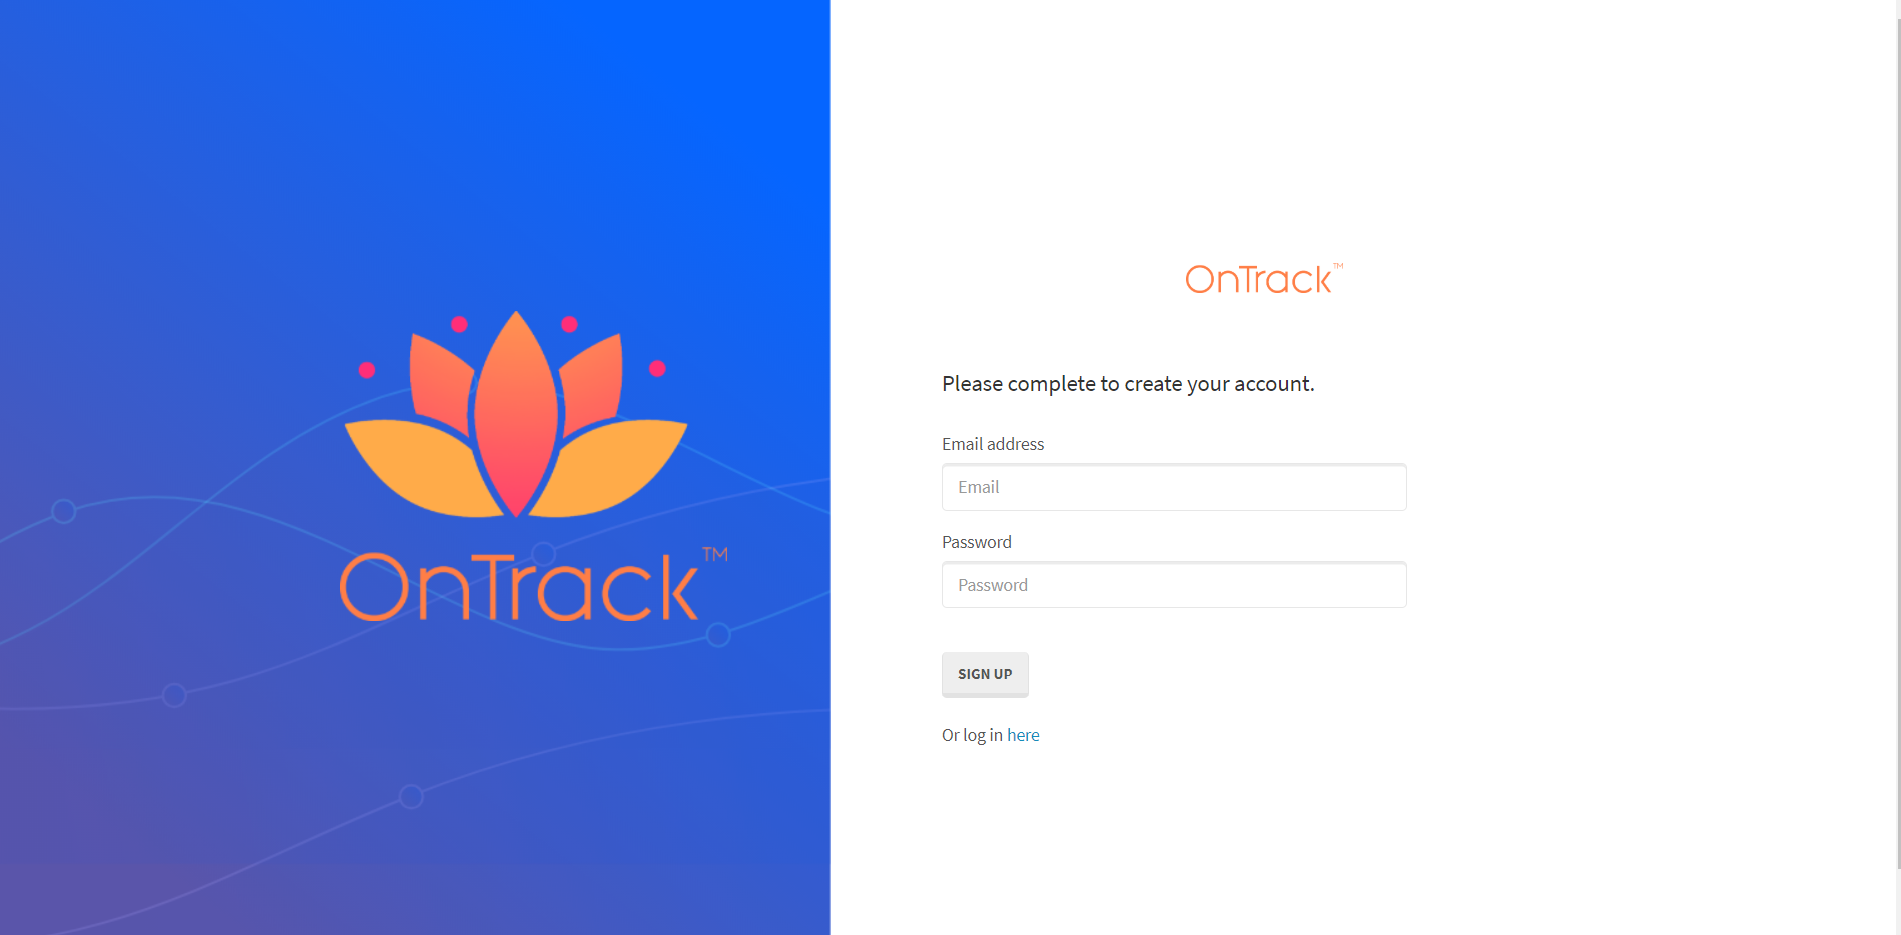 OnTrack™
OnTrack™
Please complete to create your account.
Email address
Email
Password
Password
SIGN UP
Or log in here